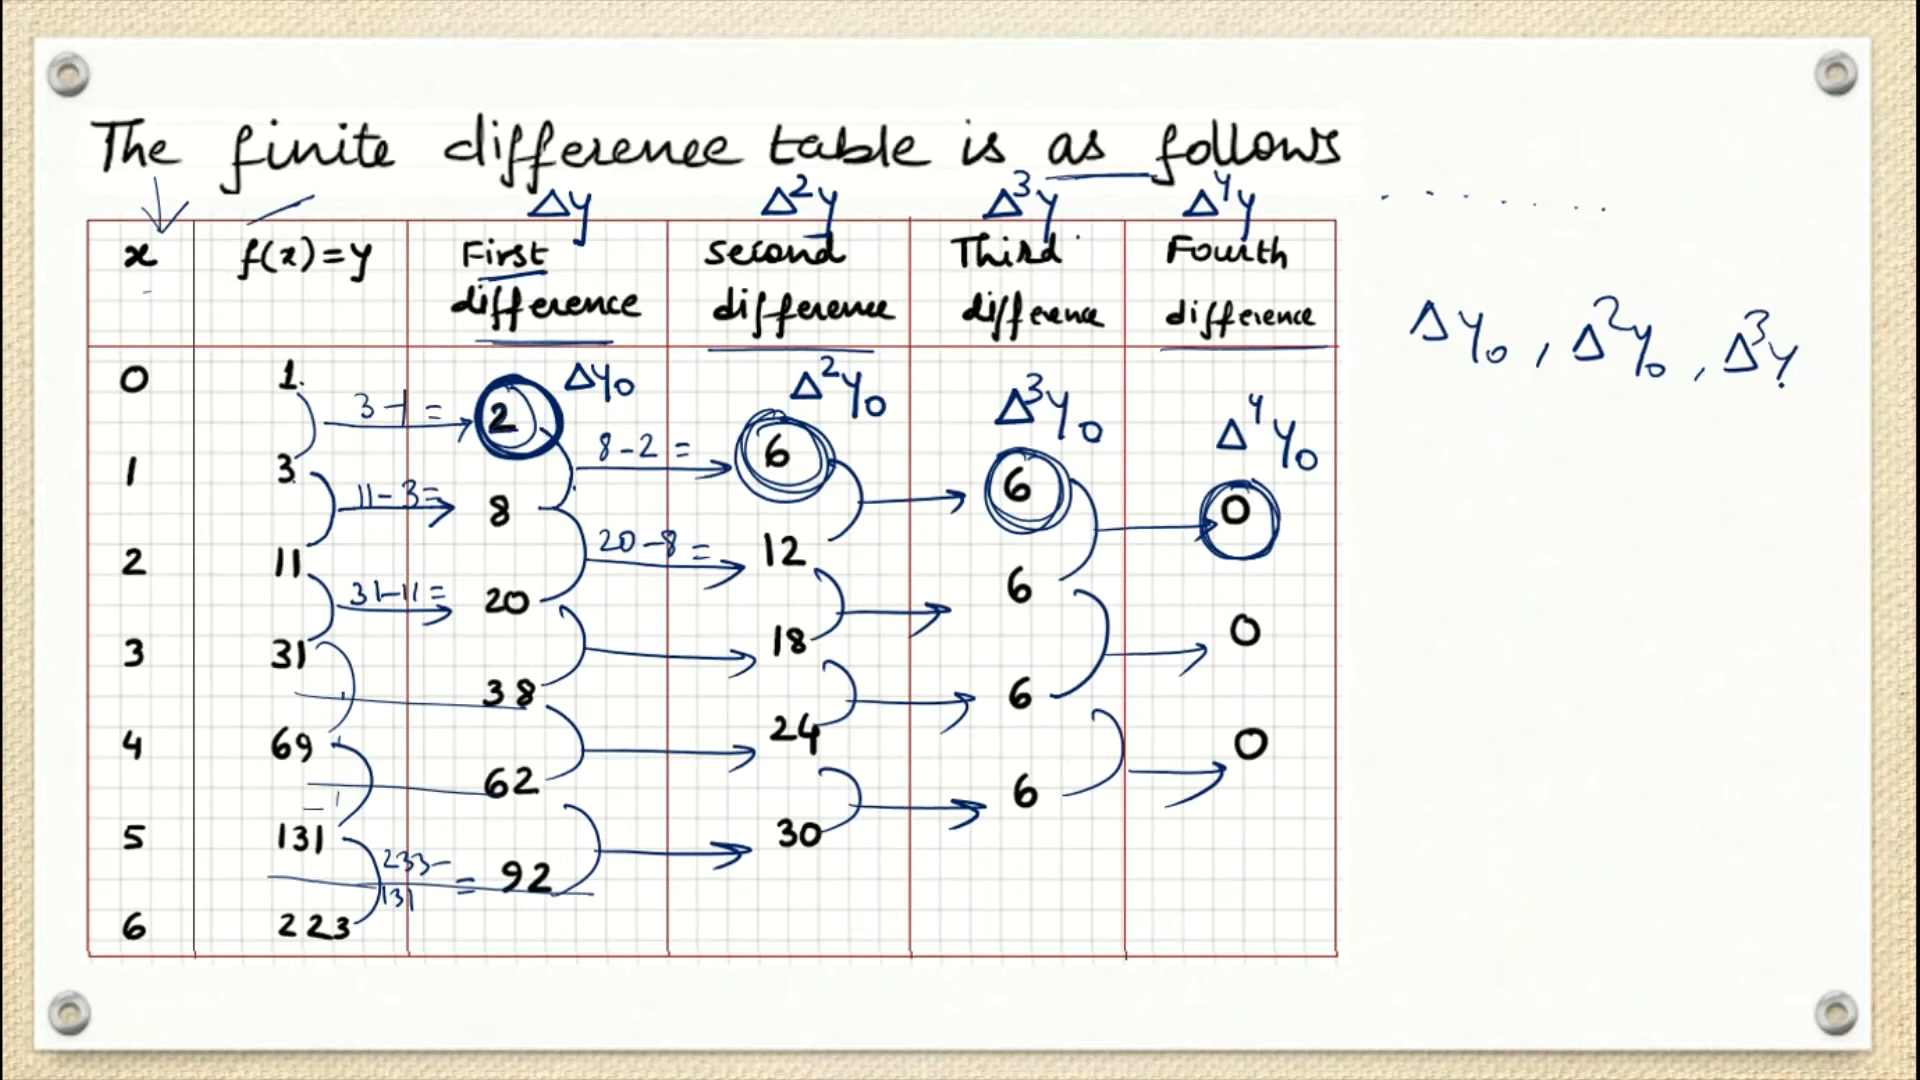 The finite difference table is as follows
Δy Δ²y Δ³y Δ⁴y
x f(x)=y First difference Second difference Third difference Fourth difference
Δy₀, Δ²y₀, Δ³y
0 1 Δy₀ Δ²y₀ Δ³y₀ Δ⁴y₀
3-1= 2 8-2= 6 6 0
1 3
11-3= 8 20-8= 12 6 0
2 11
31-11= 20 18 6 0
3 31
38 24 6
4 69
62 30
5 131
233-131 = 92
6 223